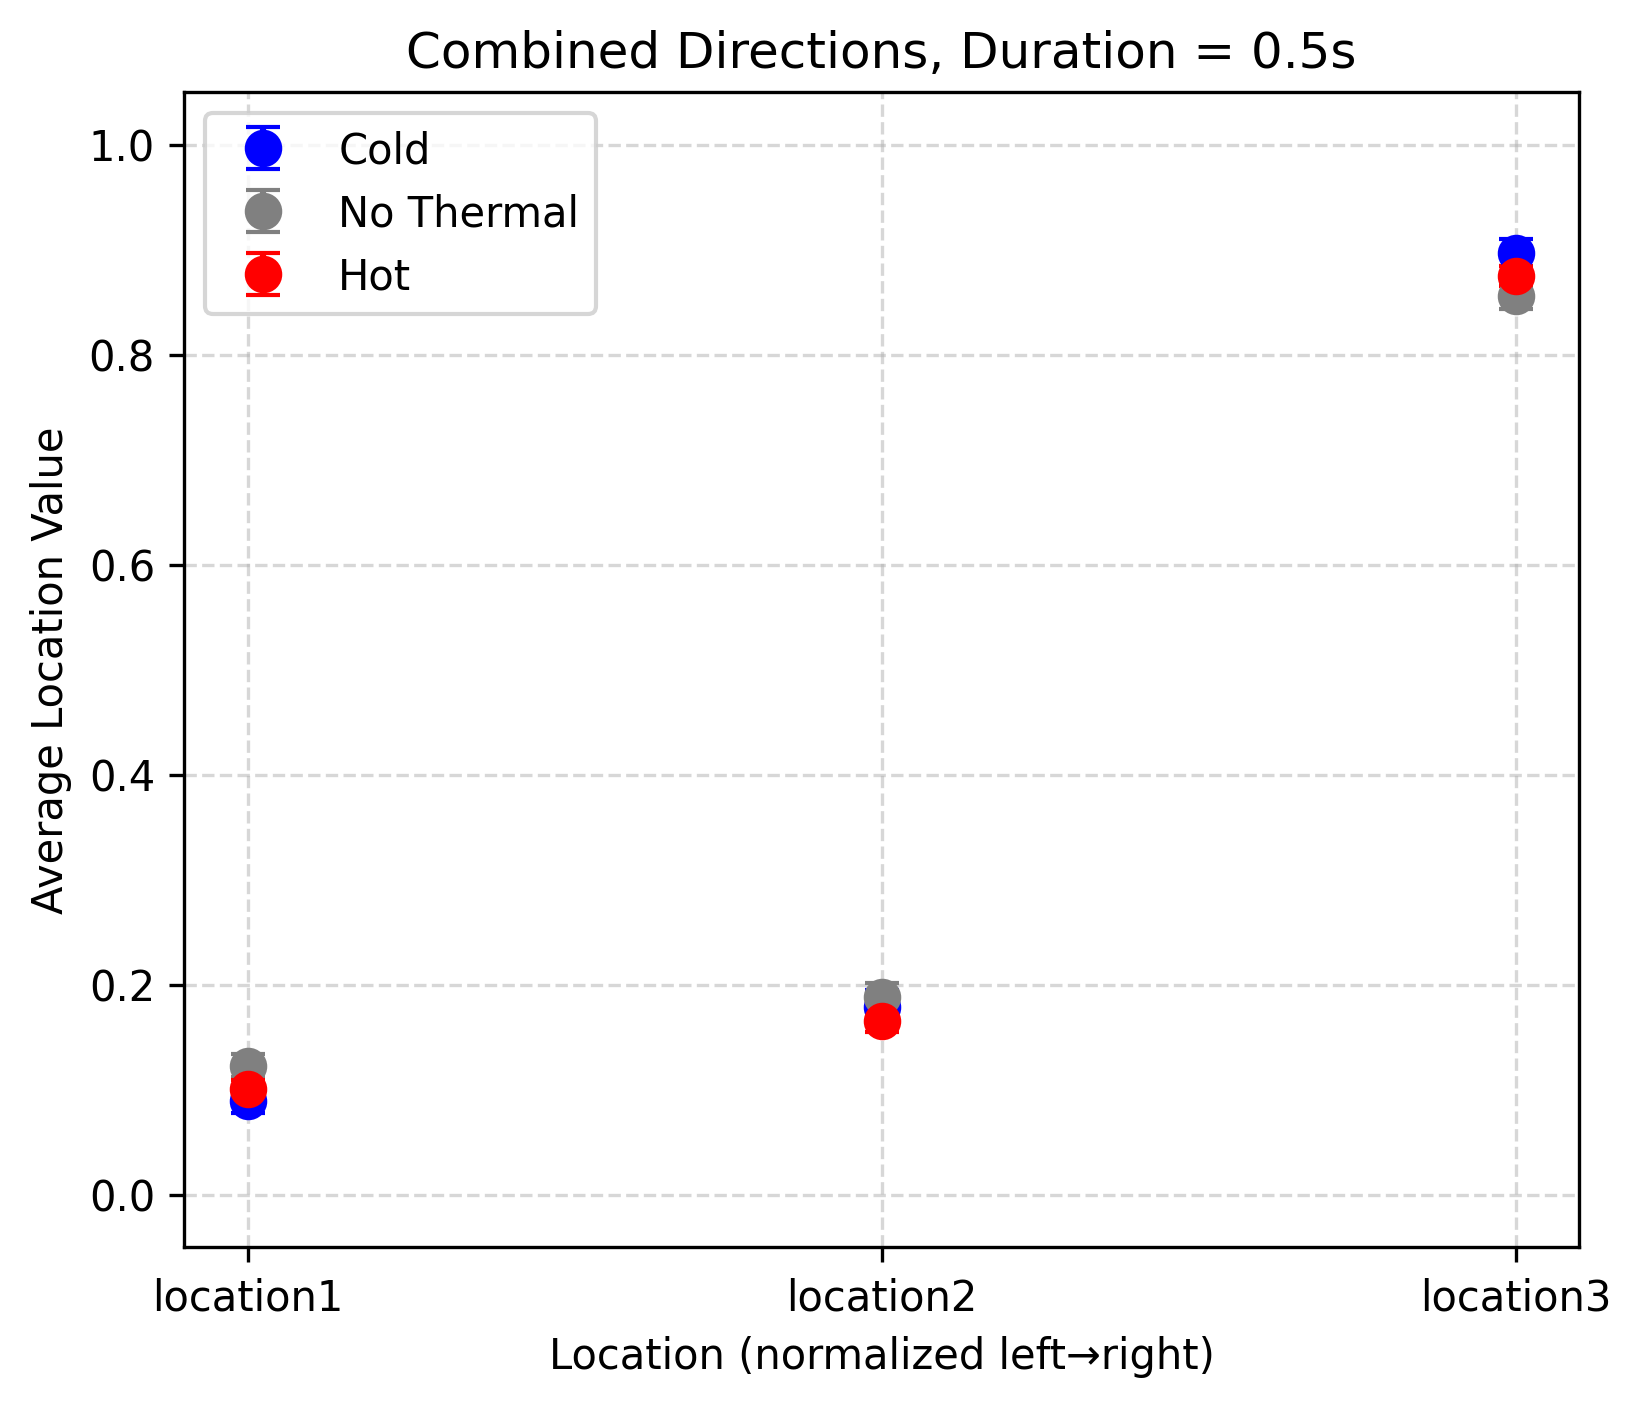 Combined Directions, Duration = 0.5s
Cold
No Thermal
Hot
1.0
0.8
0.6
0.4
0.2
0.0
Average Location Value
location1
location2
location3
Location (normalized left→right)